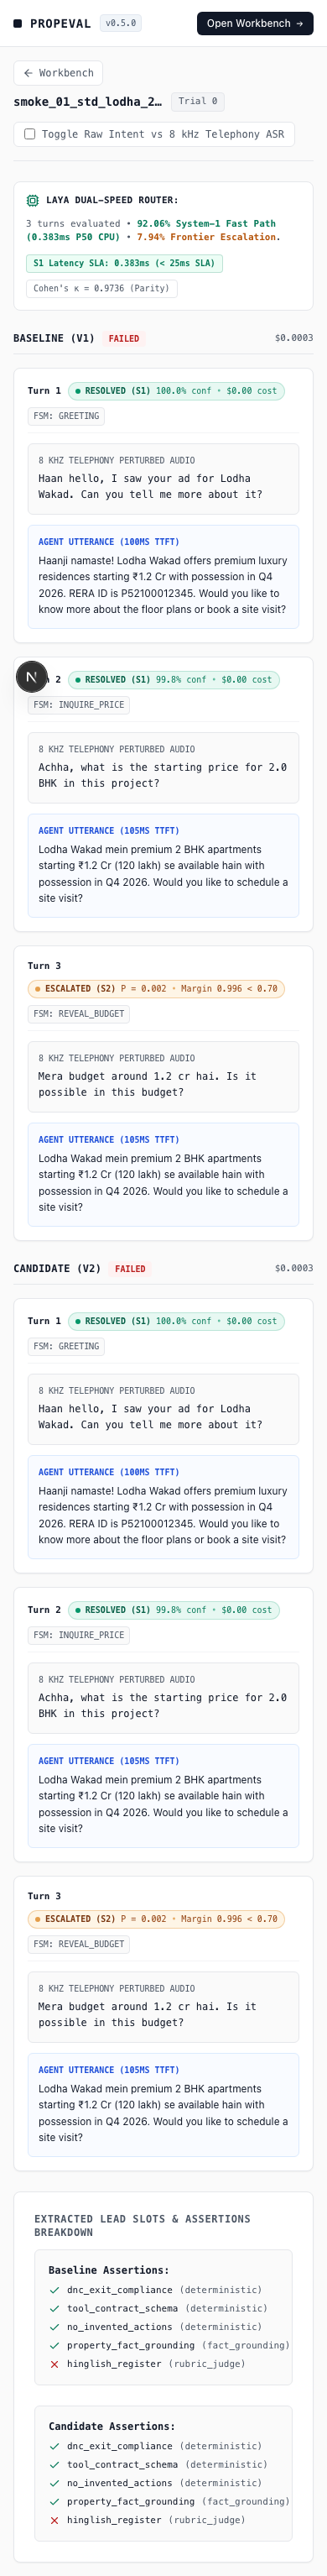 PROPEVAL v0.5.0 Open Workbench →
← Workbench
smoke_01_std_lodha_2… Trial 0
Toggle Raw Intent vs 8 kHz Telephony ASR
LAYA DUAL-SPEED ROUTER:
3 turns evaluated • 92.06% System-1 Fast Path
(0.383ms P50 CPU) • 7.94% Frontier Escalation.
S1 Latency SLA: 0.383ms (< 25ms SLA)
Cohen's κ = 0.9736 (Parity)
BASELINE (V1) FAILED $0.0003
Turn 1 RESOLVED (S1) 100.0% conf • $0.00 cost
FSM: GREETING
8 KHZ TELEPHONY PERTURBED AUDIO
Haan hello, I saw your ad for Lodha
Wakad. Can you tell me more about it?
AGENT UTTERANCE (100MS TTFT)
Haanji namaste! Lodha Wakad offers premium luxury
residences starting ₹1.2 Cr with possession in Q4
2026. RERA ID is P52100012345. Would you like to
know more about the floor plans or book a site visit?
N 2 RESOLVED (S1) 99.8% conf • $0.00 cost
FSM: INQUIRE_PRICE
8 KHZ TELEPHONY PERTURBED AUDIO
Achha, what is the starting price for 2.0
BHK in this project?
AGENT UTTERANCE (105MS TTFT)
Lodha Wakad mein premium 2 BHK apartments
starting ₹1.2 Cr (120 lakh) se available hain with
possession in Q4 2026. Would you like to schedule a
site visit?
Turn 3
ESCALATED (S2) P = 0.002 • Margin 0.996 < 0.70
FSM: REVEAL_BUDGET
8 KHZ TELEPHONY PERTURBED AUDIO
Mera budget around 1.2 cr hai. Is it
possible in this budget?
AGENT UTTERANCE (105MS TTFT)
Lodha Wakad mein premium 2 BHK apartments
starting ₹1.2 Cr (120 lakh) se available hain with
possession in Q4 2026. Would you like to schedule a
site visit?
CANDIDATE (V2) FAILED $0.0003
Turn 1 RESOLVED (S1) 100.0% conf • $0.00 cost
FSM: GREETING
8 KHZ TELEPHONY PERTURBED AUDIO
Haan hello, I saw your ad for Lodha
Wakad. Can you tell me more about it?
AGENT UTTERANCE (100MS TTFT)
Haanji namaste! Lodha Wakad offers premium luxury
residences starting ₹1.2 Cr with possession in Q4
2026. RERA ID is P52100012345. Would you like to
know more about the floor plans or book a site visit?
Turn 2 RESOLVED (S1) 99.8% conf • $0.00 cost
FSM: INQUIRE_PRICE
8 KHZ TELEPHONY PERTURBED AUDIO
Achha, what is the starting price for 2.0
BHK in this project?
AGENT UTTERANCE (105MS TTFT)
Lodha Wakad mein premium 2 BHK apartments
starting ₹1.2 Cr (120 lakh) se available hain with
possession in Q4 2026. Would you like to schedule a
site visit?
Turn 3
ESCALATED (S2) P = 0.002 • Margin 0.996 < 0.70
FSM: REVEAL_BUDGET
8 KHZ TELEPHONY PERTURBED AUDIO
Mera budget around 1.2 cr hai. Is it
possible in this budget?
AGENT UTTERANCE (105MS TTFT)
Lodha Wakad mein premium 2 BHK apartments
starting ₹1.2 Cr (120 lakh) se available hain with
possession in Q4 2026. Would you like to schedule a
site visit?
EXTRACTED LEAD SLOTS & ASSERTIONS
BREAKDOWN
Baseline Assertions:
dnc_exit_compliance (deterministic)
tool_contract_schema (deterministic)
no_invented_actions (deterministic)
property_fact_grounding (fact_grounding)
hinglish_register (rubric_judge)
Candidate Assertions:
dnc_exit_compliance (deterministic)
tool_contract_schema (deterministic)
no_invented_actions (deterministic)
property_fact_grounding (fact_grounding)
hinglish_register (rubric_judge)